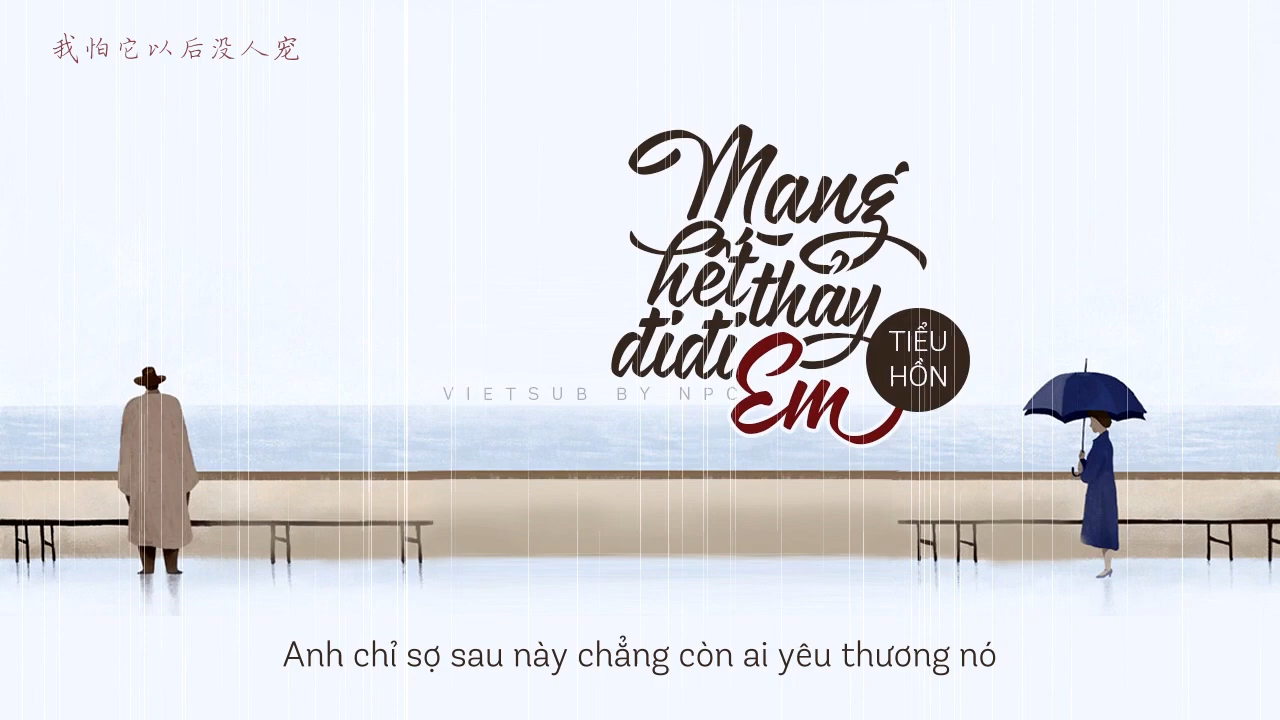 我怕它以后没人宠
Mang
hết thảy
đi đi Em
TIỂU
HỒN
VIETSUB BY NPC
Anh chỉ sợ sau này chẳng còn ai yêu thương nó